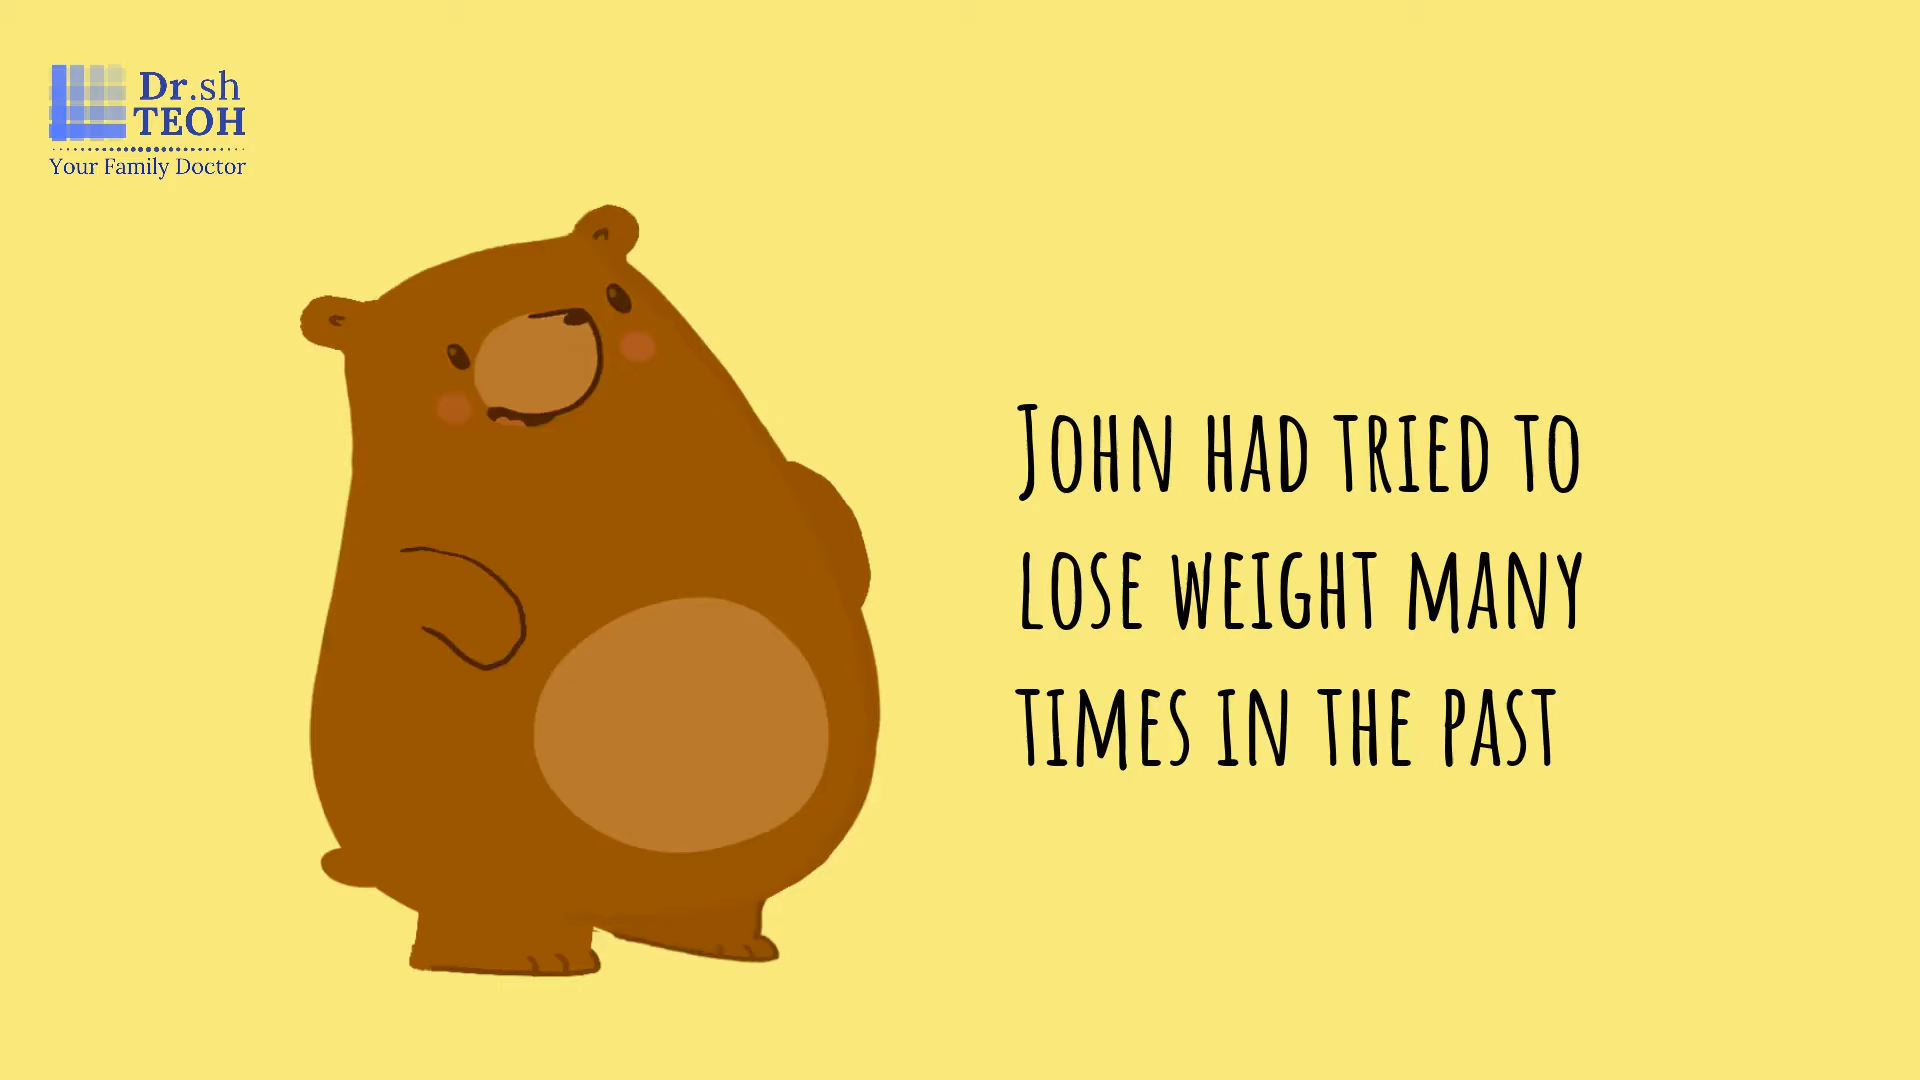 Dr.sh
TEOH
Your Family Doctor
JOHN HAD TRIED TO
LOSE WEIGHT MANY
TIMES IN THE PAST